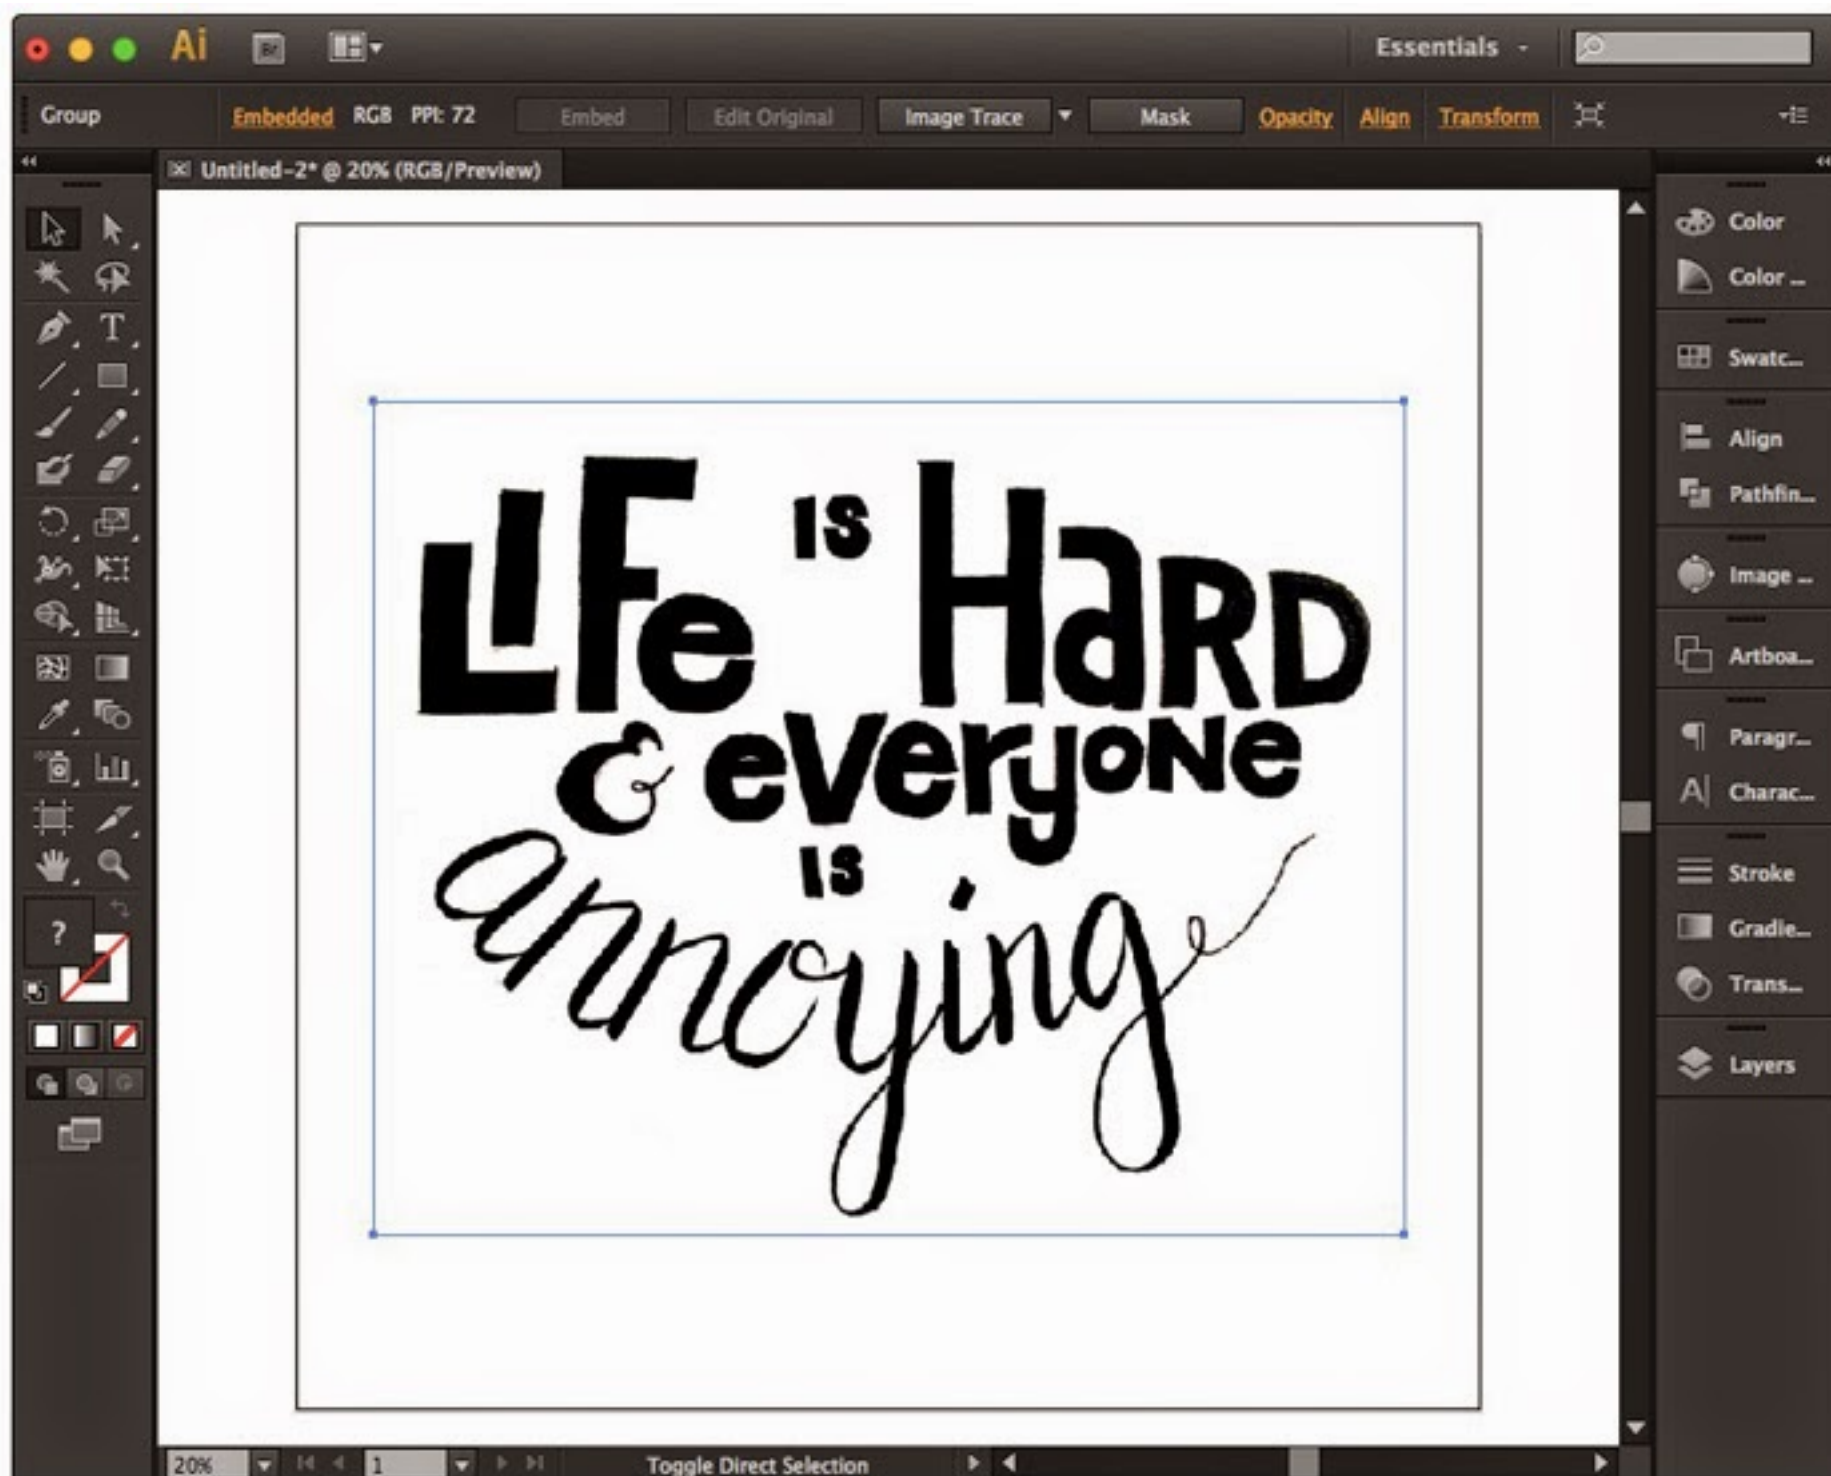 Ai Br Essentials
Group Embedded RGB PPI: 72 Embed Edit Original Image Trace Mask Opacity Align Transform
Untitled-2* @ 20% (RGB/Preview)
T
?
LIFe IS HaRD
& eVeryoNe
IS
annoying
Color
Color ...
Swatc...
Align
Pathfin...
Image ...
Artboa...
Paragr...
A| Charac...
Stroke
Gradie...
Trans...
Layers
20% 1 Toggle Direct Selection